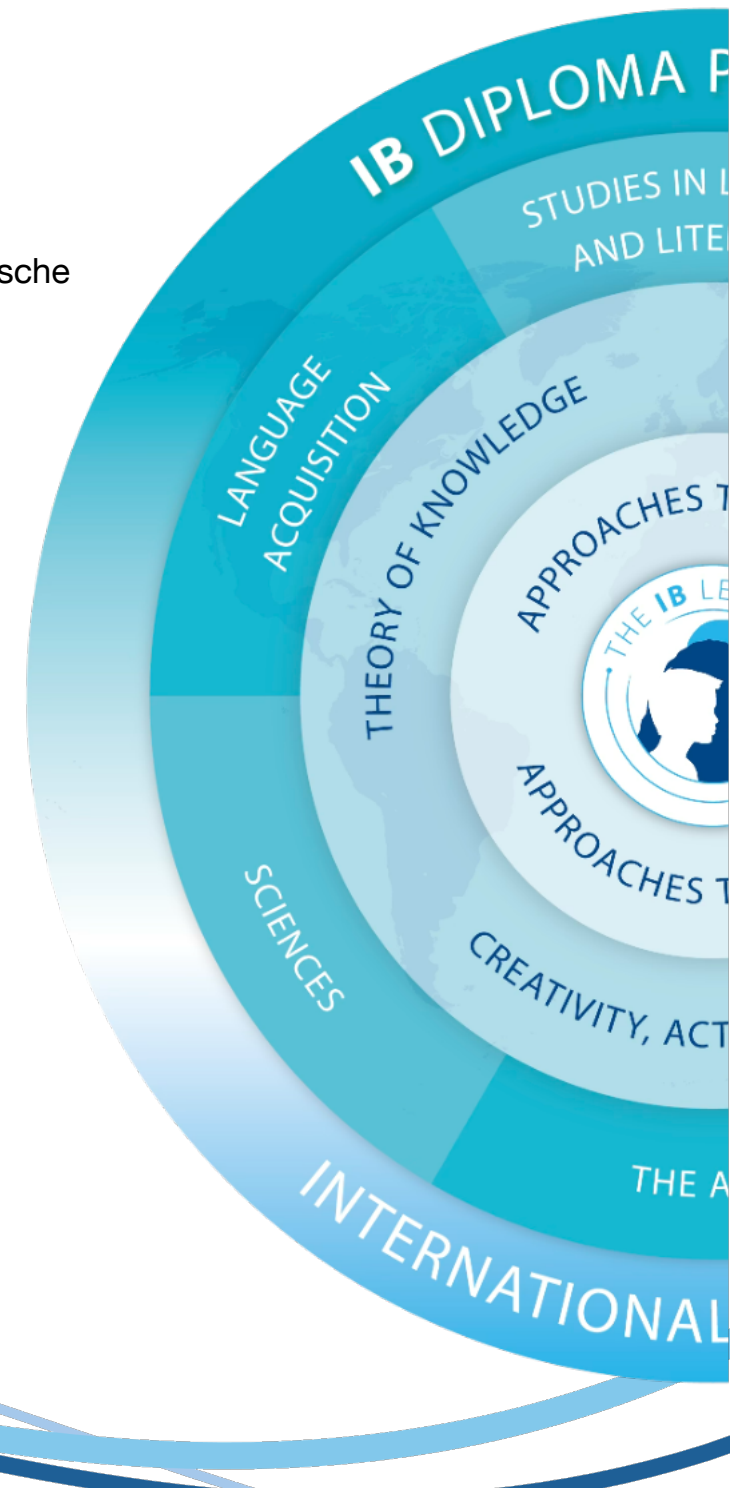 IB DIPLOMA P
STUDIES IN L
AND LITE
sche
LANGUAGE
ACQUISITION
THEORY OF KNOWLEDGE
APPROACHES T
THE IB LE
APPROACHES T
SCIENCES
CREATIVITY, ACT
THE A
INTERNATIONAL